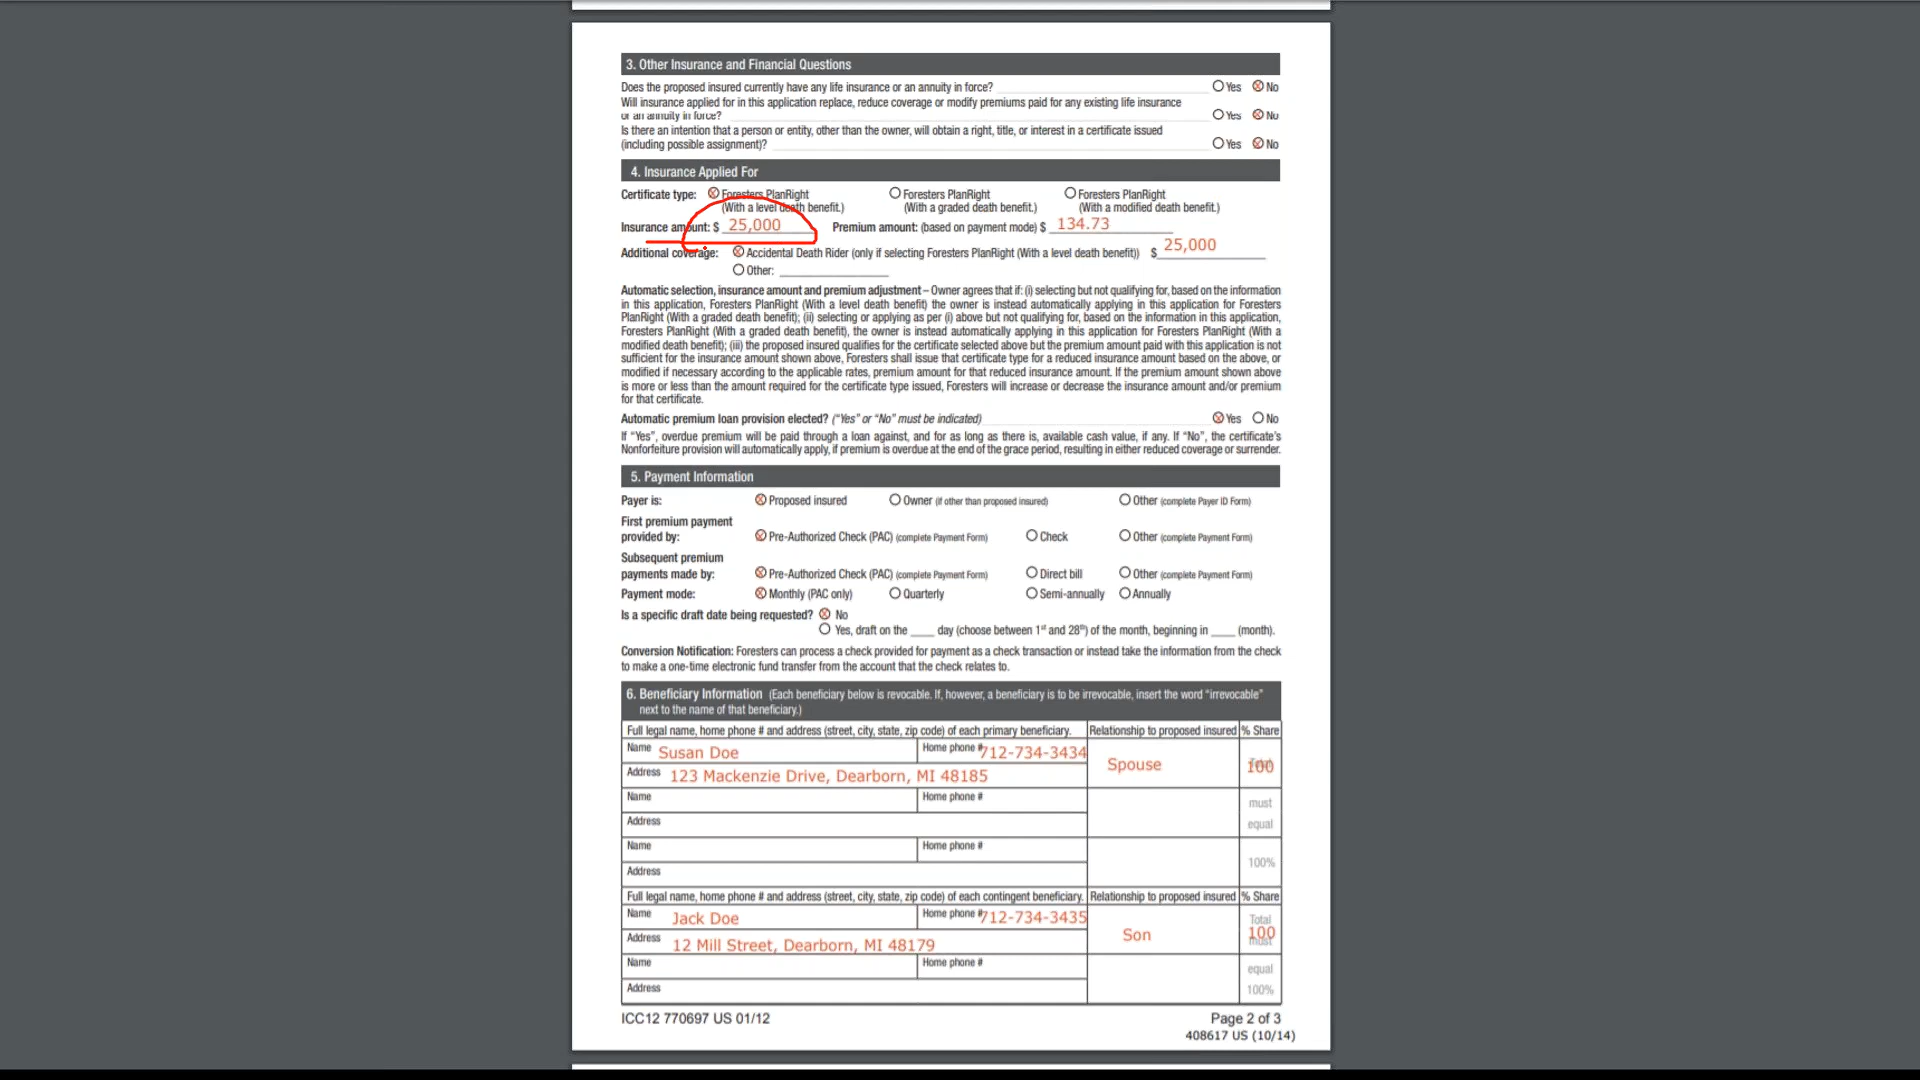 3. Other Insurance and Financial Questions
Does the proposed insured currently have any life insurance or an annuity in force? Yes No
Will insurance applied for in this application replace, reduce coverage or modify premiums paid for any existing life insurance
or an annuity in force? Yes No
Is there an intention that a person or entity, other than the owner, will obtain a right, title, or interest in a certificate issued
(including possible assignment)? Yes No
4. Insurance Applied For
Certificate type: Foresters PlanRight Foresters PlanRight Foresters PlanRight
(With a level death benefit.) (With a graded death benefit.) (With a modified death benefit.)
Insurance amount: $ 25,000 Premium amount: (based on payment mode) $ 134.73
Additional coverage: Accidental Death Rider (only if selecting Foresters PlanRight (With a level death benefit)) $ 25,000
Other:
Automatic selection, insurance amount and premium adjustment – Owner agrees that if: (i) selecting but not qualifying for, based on the information
in this application, Foresters PlanRight (With a level death benefit) the owner is instead automatically applying in this application for Foresters
PlanRight (With a graded death benefit); (ii) selecting or applying as per (i) above but not qualifying for, based on the information in this application,
Foresters PlanRight (With a graded death benefit), the owner is instead automatically applying in this application for Foresters PlanRight (With a
modified death benefit); (iii) the proposed insured qualifies for the certificate selected above but the premium amount paid with this application is not
sufficient for the insurance amount shown above, Foresters shall issue that certificate type for a reduced insurance amount based on the above, or
modified if necessary according to the applicable rates, premium amount for that reduced insurance amount. If the premium amount shown above
is more or less than the amount required for the certificate type issued, Foresters will increase or decrease the insurance amount and/or premium
for that certificate.
Automatic premium loan provision elected? (“Yes” or “No” must be indicated) Yes No
If “Yes”, overdue premium will be paid through a loan against, and for as long as there is, available cash value, if any. If “No”, the certificate’s
Nonforfeiture provision will automatically apply, if premium is overdue at the end of the grace period, resulting in either reduced coverage or surrender.
5. Payment Information
Payer is: Proposed insured Owner (if other than proposed insured) Other (complete Payer ID Form)
First premium payment
provided by: Pre-Authorized Check (PAC) (complete Payment Form) Check Other (complete Payment Form)
Subsequent premium
payments made by: Pre-Authorized Check (PAC) (complete Payment Form) Direct bill Other (complete Payment Form)
Payment mode: Monthly (PAC only) Quarterly Semi-annually Annually
Is a specific draft date being requested? No
Yes, draft on the ____ day (choose between 1st and 28th) of the month, beginning in ____ (month).
Conversion Notification: Foresters can process a check provided for payment as a check transaction or instead take the information from the check
to make a one-time electronic fund transfer from the account that the check relates to.
6. Beneficiary Information (Each beneficiary below is revocable. If, however, a beneficiary is to be irrevocable, insert the word “irrevocable”
next to the name of that beneficiary.)
Full legal name, home phone # and address (street, city, state, zip code) of each primary beneficiary. Relationship to proposed insured % Share
Name Susan Doe Home phone # 712-734-3434
Spouse Total 100
Address 123 Mackenzie Drive, Dearborn, MI 48185
Name Home phone # must
Address equal
Name Home phone #
100%
Address
Full legal name, home phone # and address (street, city, state, zip code) of each contingent beneficiary. Relationship to proposed insured % Share
Name Jack Doe Home phone # 712-734-3435 Total
Son 100
Address 12 Mill Street, Dearborn, MI 48179 must
Name Home phone # equal
Address 100%
ICC12 770697 US 01/12 Page 2 of 3
408617 US (10/14)